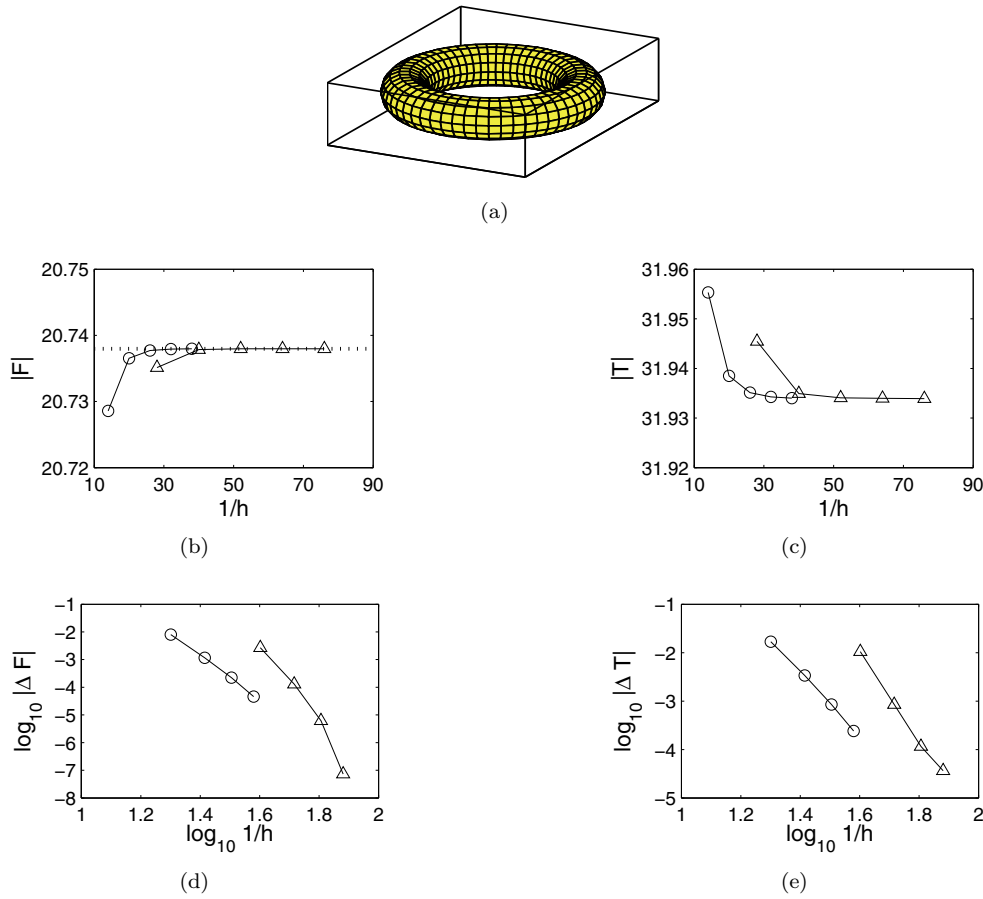 (a)
20.75
20.74
20.73
20.72
|F|
10 30 50 70 90
1/h
(b)
31.96
31.95
31.94
31.93
31.92
|T|
10 30 50 70 90
1/h
(c)
−1
−2
−3
−4
−5
−6
−7
−8
log10 |Δ F|
1 1.2 1.4 1.6 1.8 2
log10 1/h
(d)
−1
−2
−3
−4
−5
log10 |Δ T|
1 1.2 1.4 1.6 1.8 2
log10 1/h
(e)